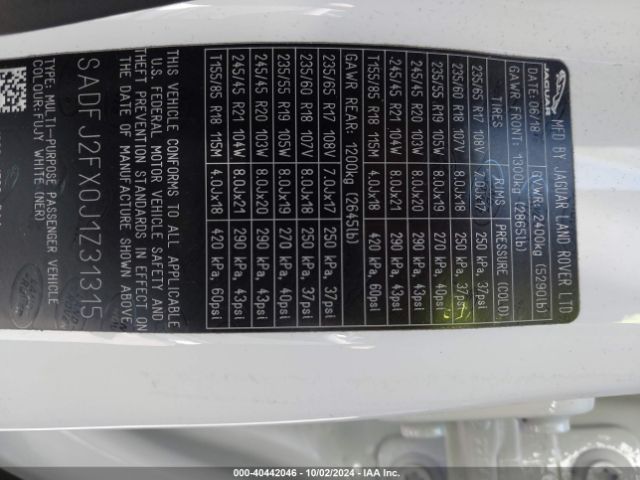 JAGUAR
MFD BY JAGUAR LAND ROVER LTD
DATE: 06/18 GVWR: 2400kg (5290lb)
GAWR FRONT: 1300kg (2865lb)
TIRES RIMS PRESSURE (COLD)
235/65 R17 108V 7.0Jx17 250 kPa, 37psi
235/60 R18 107V 8.0Jx18 250 kPa, 37psi
235/55 R19 105W 8.0Jx19 270 kPa, 40psi
245/45 R20 103W 8.0Jx20 290 kPa, 43psi
245/45 R21 104W 8.0Jx21 290 kPa, 43psi
T165/85 R18 115M 4.0Jx18 420 kPa, 60psi
GAWR REAR: 1200kg (2645lb)
235/65 R17 108V 7.0Jx17 250 kPa, 37psi
235/60 R18 107V 8.0Jx18 250 kPa, 37psi
235/55 R19 105W 8.0Jx19 270 kPa, 40psi
245/45 R20 103W 8.0Jx20 290 kPa, 43psi
245/45 R21 104W 8.0Jx21 290 kPa, 43psi
T165/85 R18 115M 4.0Jx18 420 kPa, 60psi
THIS VEHICLE CONFORMS TO ALL APPLICABLE
U.S. FEDERAL MOTOR VEHICLE SAFETY AND
THEFT PREVENTION STANDARDS IN EFFECT ON
THE DATE OF MANUFACTURE SHOWN ABOVE.
SADFJ2FX0J1Z31315
TYPE: MULTI-PURPOSE PASSENGER VEHICLE
COLOUR: FUJI WHITE (NER)
000-40442046 - 10/02/2024 - IAAI.COM